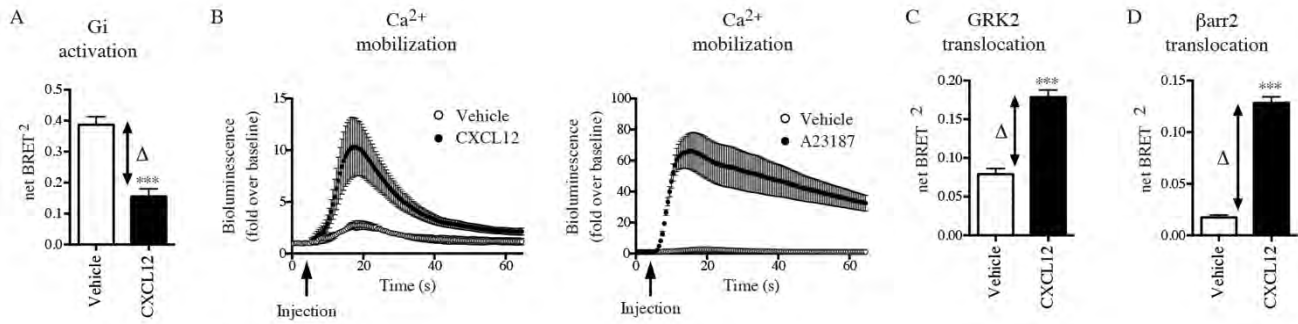 A
Gi
activation
net BRET 2
0.5
0.4
0.3
0.2
0.1
0.0
Δ
***
Vehicle
CXCL12
B
Ca2+
mobilization
Bioluminescence
(fold over baseline)
15
10
5
0
Vehicle
CXCL12
0 20 40 60
Time (s)
Injection
Ca2+
mobilization
Bioluminescence
(fold over baseline)
100
80
60
40
20
0
Vehicle
A23187
0 20 40 60
Time (s)
Injection
C
GRK2
translocation
net BRET 2
0.20
0.15
0.10
0.05
0.00
***
Δ
Vehicle
CXCL12
D
βarr2
translocation
net BRET 2
0.15
0.10
0.05
0.00
***
Δ
Vehicle
CXCL12